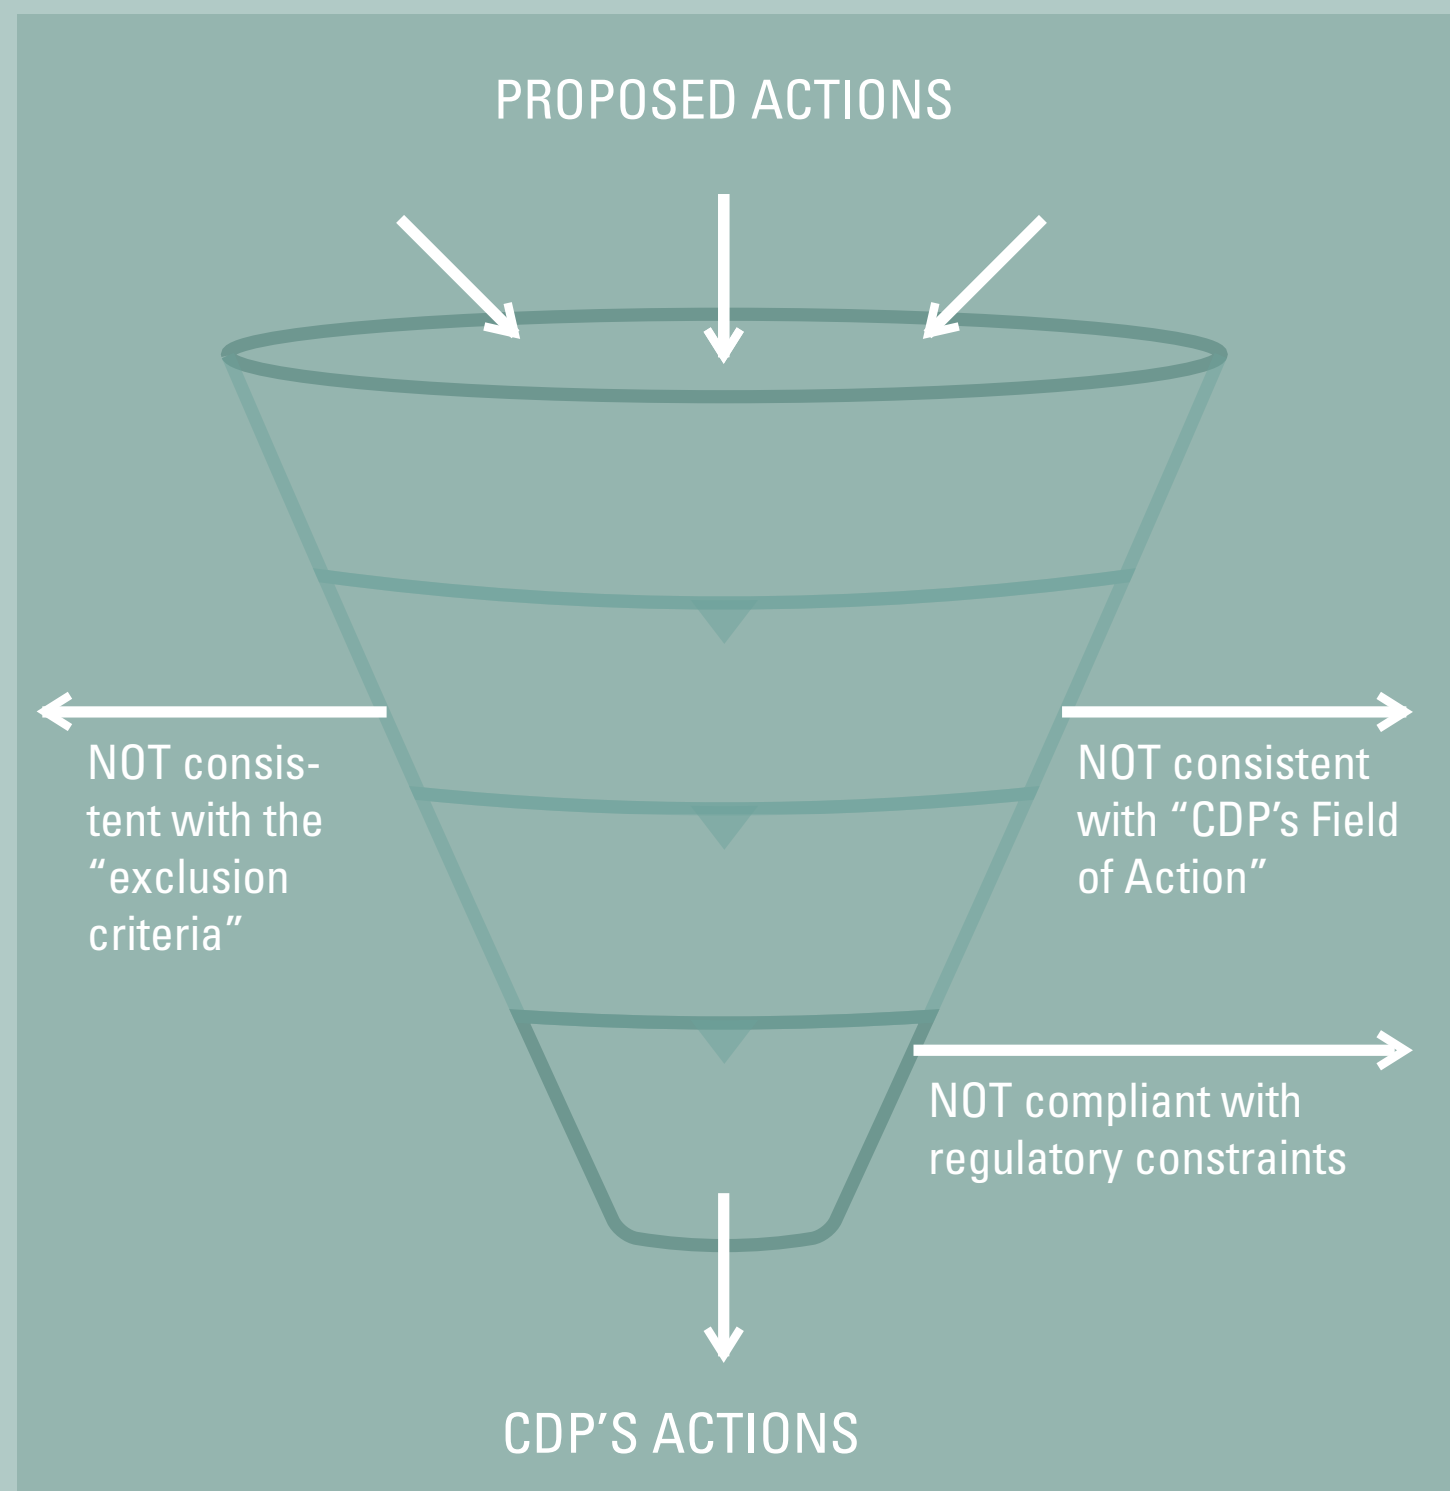 PROPOSED ACTIONS
NOT consis-
tent with the
“exclusion
criteria”
NOT consistent
with “CDP’s Field
of Action”
NOT compliant with
regulatory constraints
CDP’S ACTIONS